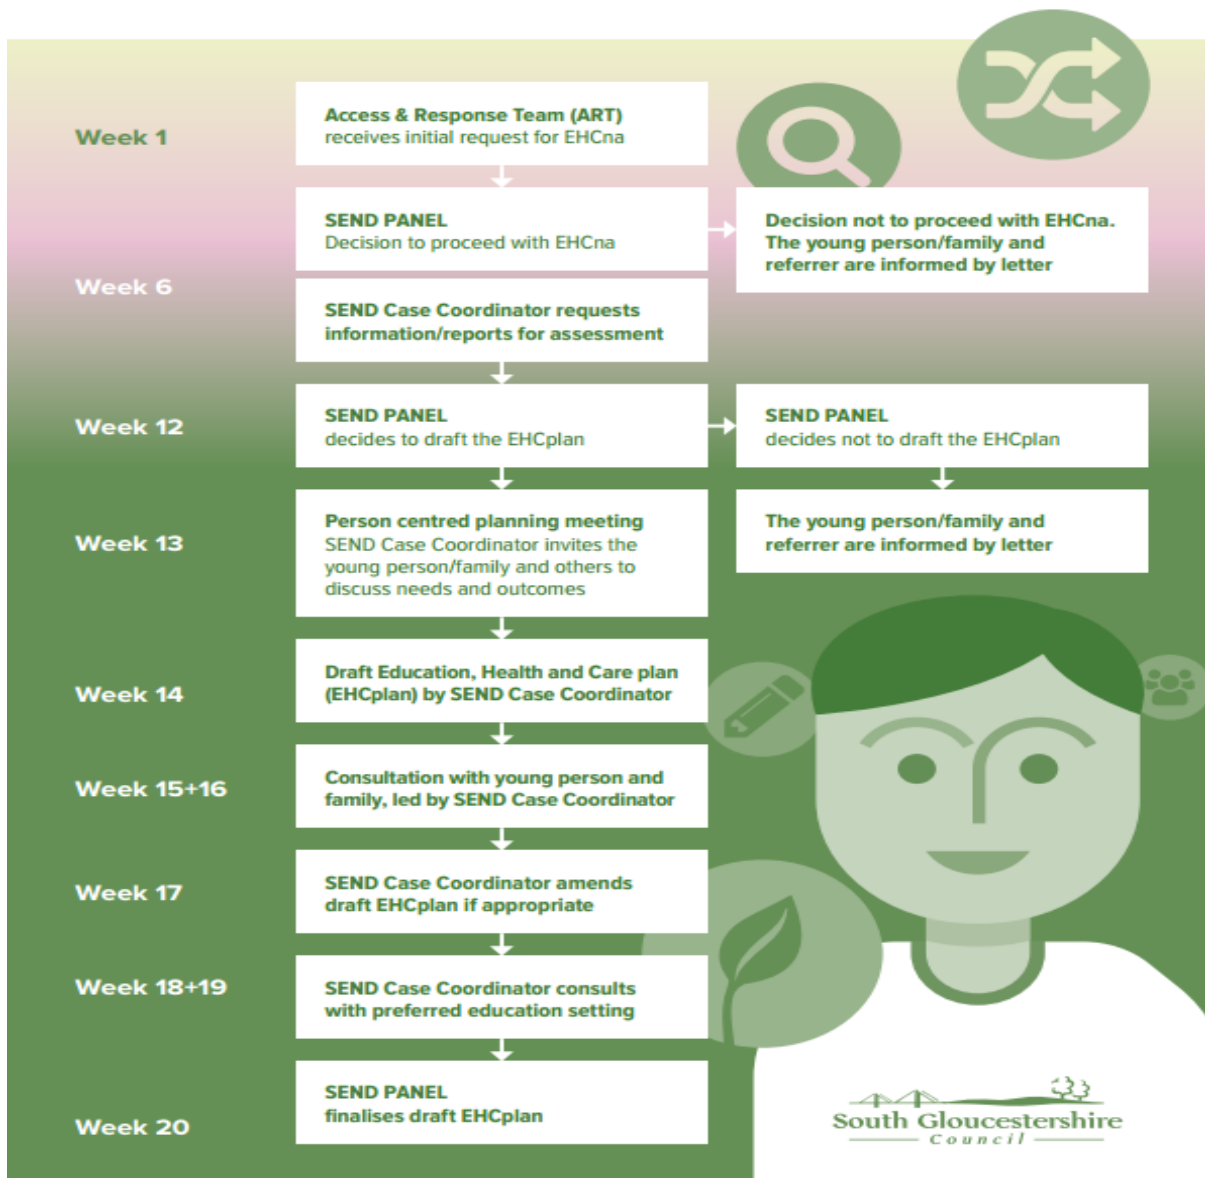 Week 1
Access & Response Team (ART)
receives initial request for EHCna
SEND PANEL
Decision to proceed with EHCna
Decision not to proceed with EHCna.
The young person/family and
referrer are informed by letter
Week 6
SEND Case Coordinator requests
information/reports for assessment
Week 12
SEND PANEL
decides to draft the EHCplan
SEND PANEL
decides not to draft the EHCplan
Week 13
Person centred planning meeting
SEND Case Coordinator invites the
young person/family and others to
discuss needs and outcomes
The young person/family and
referrer are informed by letter
Week 14
Draft Education, Health and Care plan
(EHCplan) by SEND Case Coordinator
Week 15+16
Consultation with young person and
family, led by SEND Case Coordinator
Week 17
SEND Case Coordinator amends
draft EHCplan if appropriate
Week 18+19
SEND Case Coordinator consults
with preferred education setting
Week 20
SEND PANEL
finalises draft EHCplan
South Gloucestershire
Council